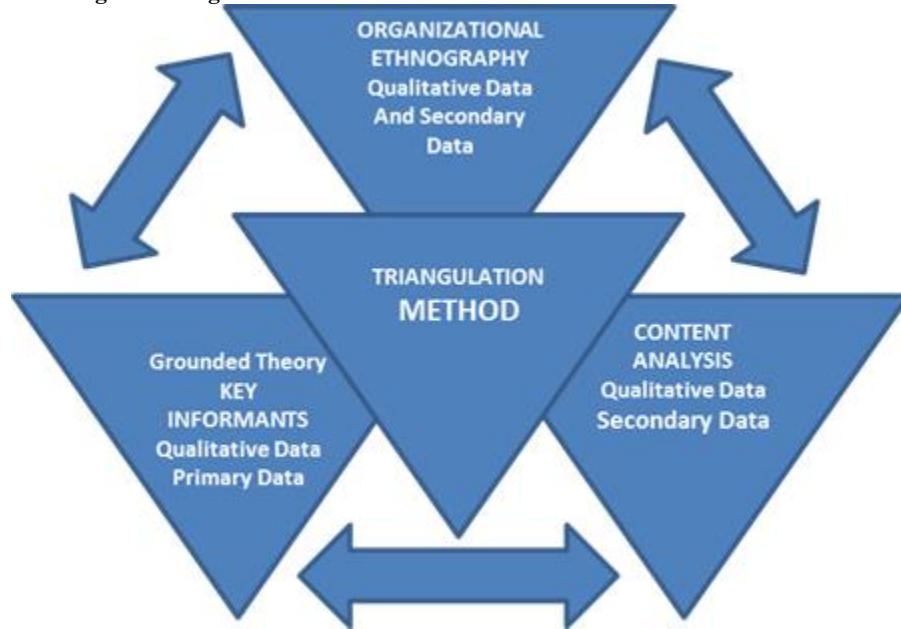 ORGANIZATIONAL
ETHNOGRAPHY
Qualitative Data
And Secondary
Data
TRIANGULATION
METHOD
Grounded Theory
KEY
INFORMANTS
Qualitative Data
Primary Data
CONTENT
ANALYSIS
Qualitative Data
Secondary Data